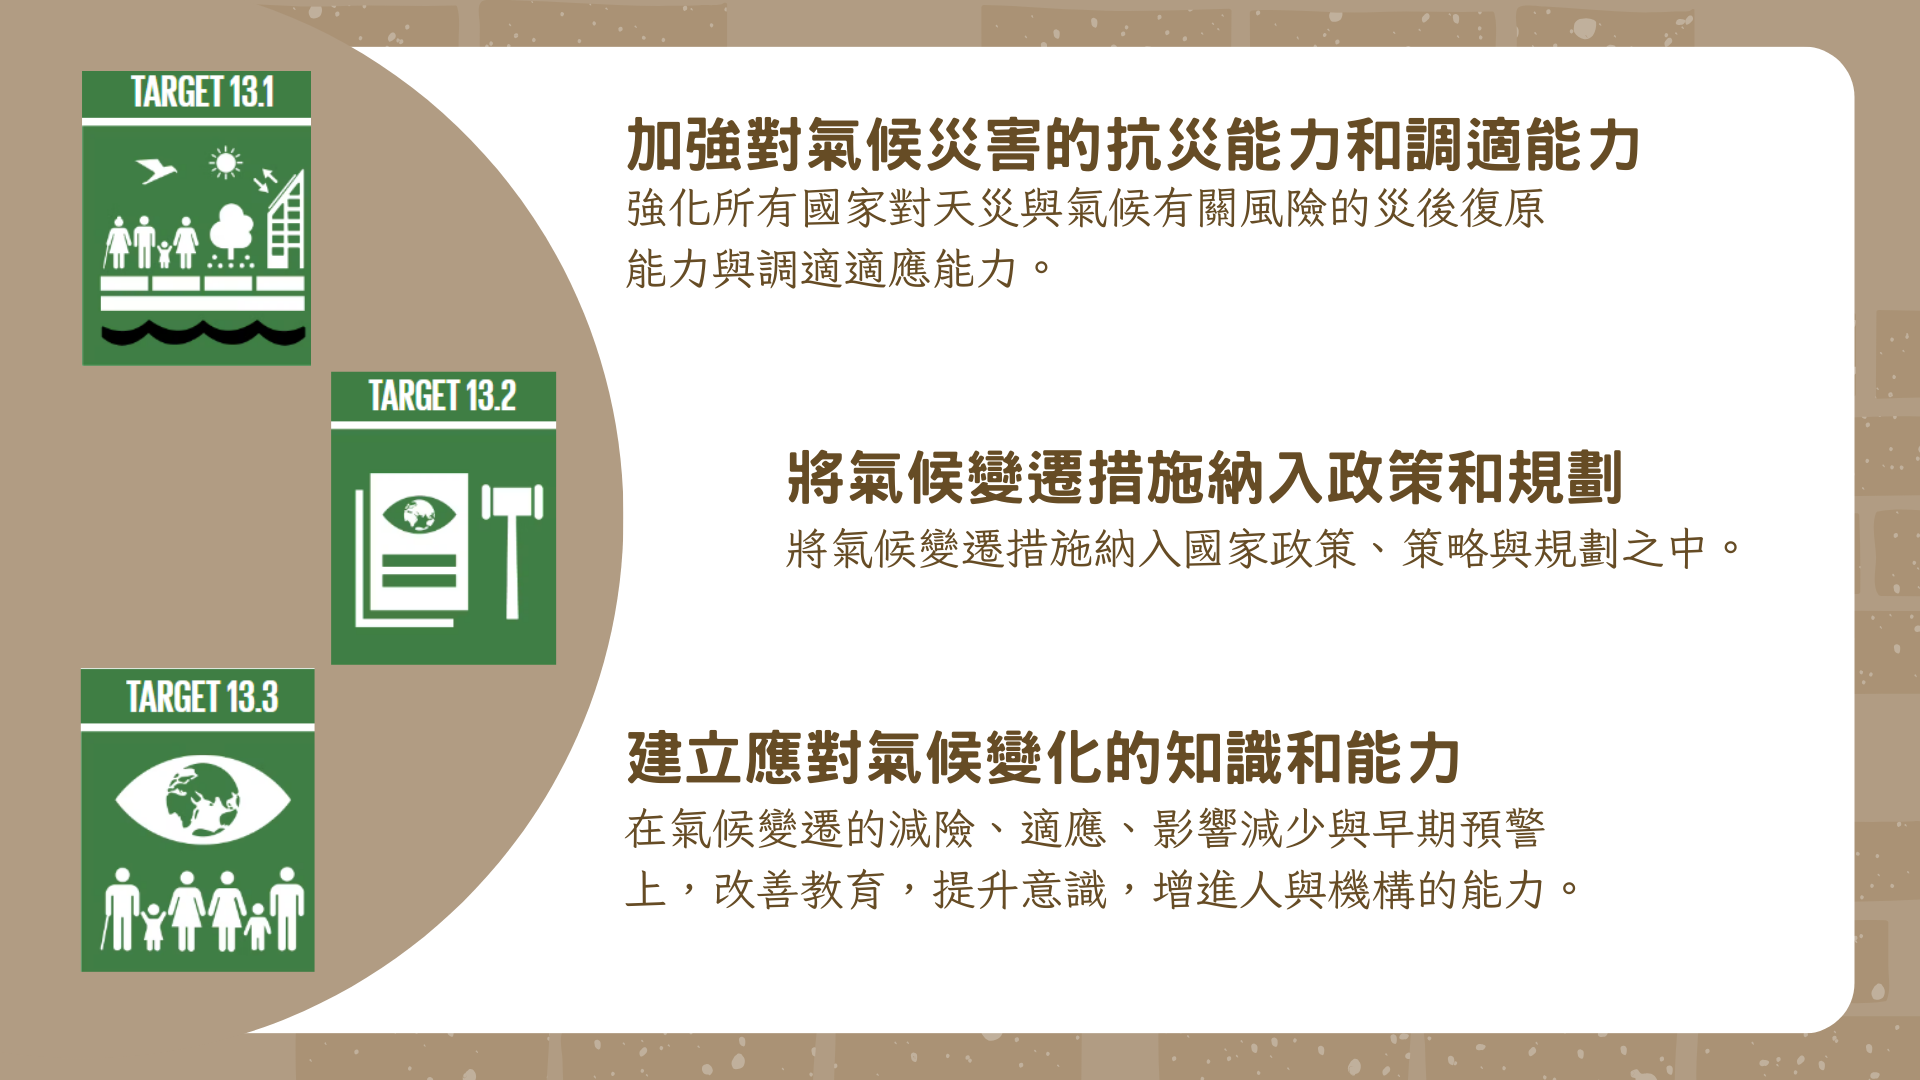 TARGET 13.1
加強對氣候災害的抗災能力和調適能力
強化所有國家對天災與氣候有關風險的災後復原
能力與調適適應能力。
TARGET 13.2
將氣候變遷措施納入政策和規劃
將氣候變遷措施納入國家政策、策略與規劃之中。
TARGET 13.3
建立應對氣候變化的知識和能力
在氣候變遷的減險、適應、影響減少與早期預警
上，改善教育，提升意識，增進人與機構的能力。